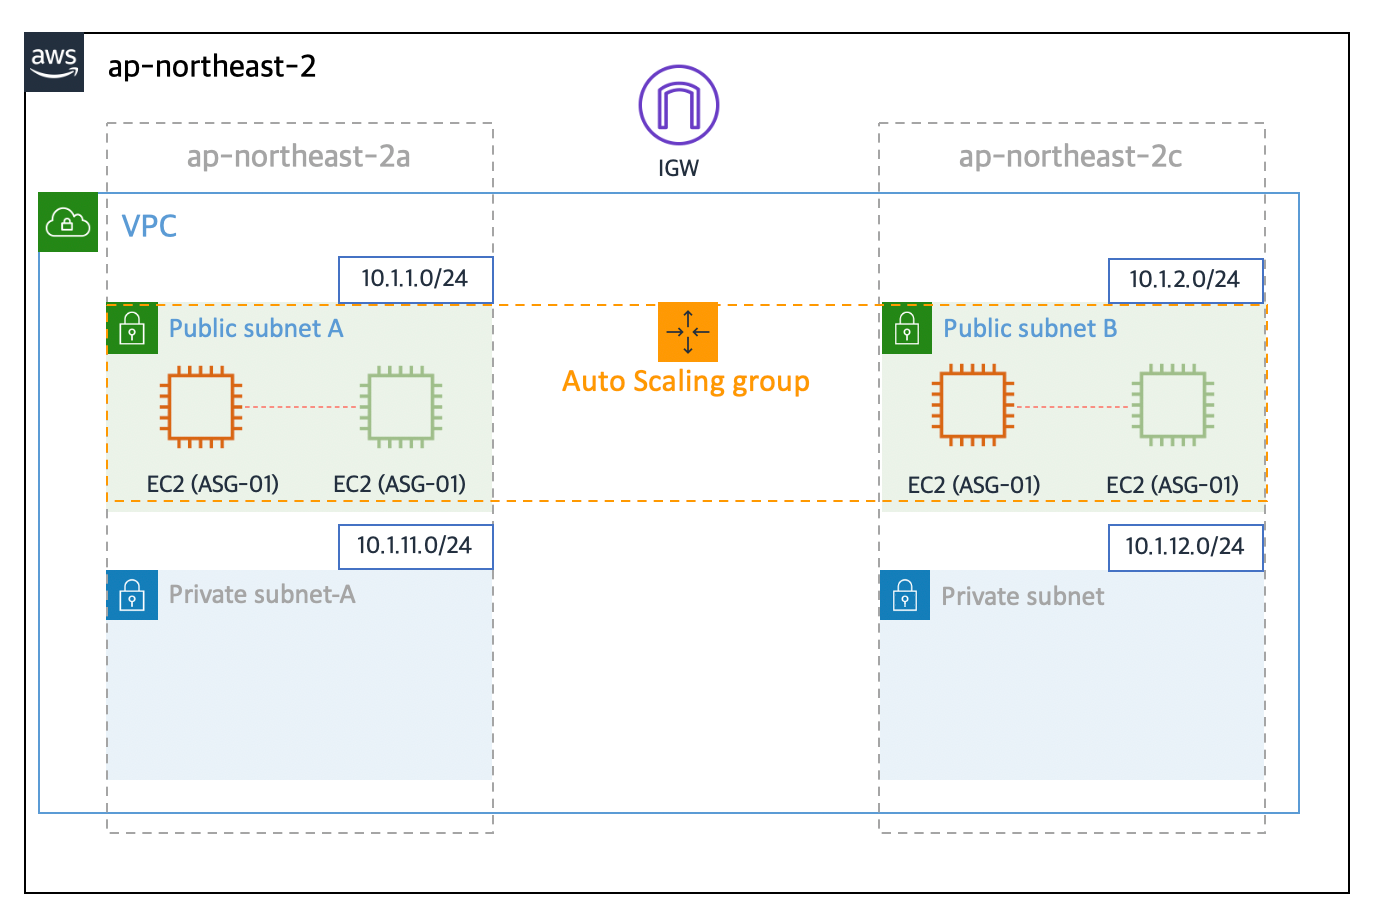 aws
ap-northeast-2
IGW
ap-northeast-2a
ap-northeast-2c
VPC
10.1.1.0/24
10.1.2.0/24
Public subnet A
Public subnet B
Auto Scaling group
EC2 (ASG-01)
EC2 (ASG-01)
EC2 (ASG-01)
EC2 (ASG-01)
10.1.11.0/24
10.1.12.0/24
Private subnet-A
Private subnet